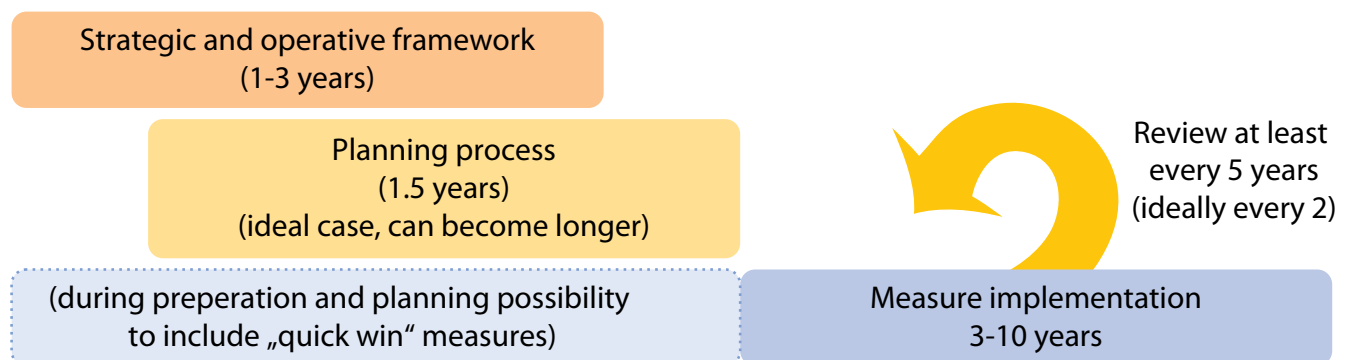 Strategic and operative framework
(1-3 years)
Planning process
(1.5 years)
(ideal case, can become longer)
Review at least
every 5 years
(ideally every 2)
(during preperation and planning possibility
to include „quick win“ measures)
Measure implementation
3-10 years